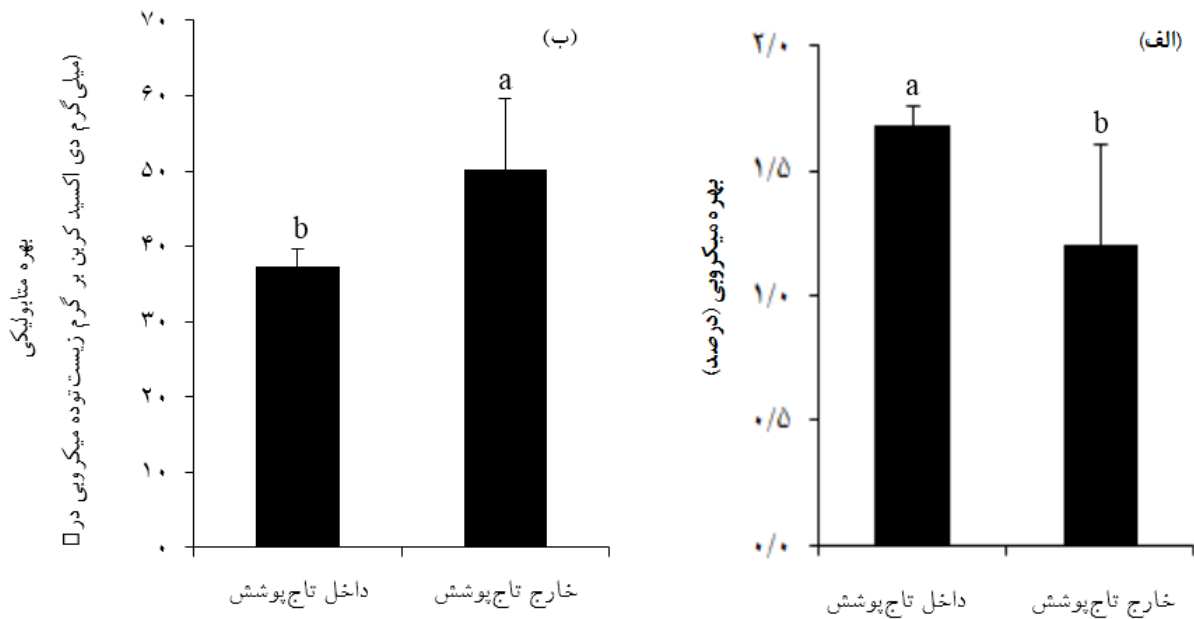 (الف)
بهره میکروبی (درصد)
۲/۰
۱/۵
۱/۰
۰/۵
۰/۰
a
b
داخل تاج‌پوشش
خارج تاج‌پوشش
(ب)
بهره متابولیکی
(میلی گرم دی اکسید کربن بر گرم زیست‌توده میکروبی در
۷۰
۶۰
۵۰
۴۰
۳۰
۲۰
۱۰
۰
b
a
داخل تاج‌پوشش
خارج تاج‌پوشش